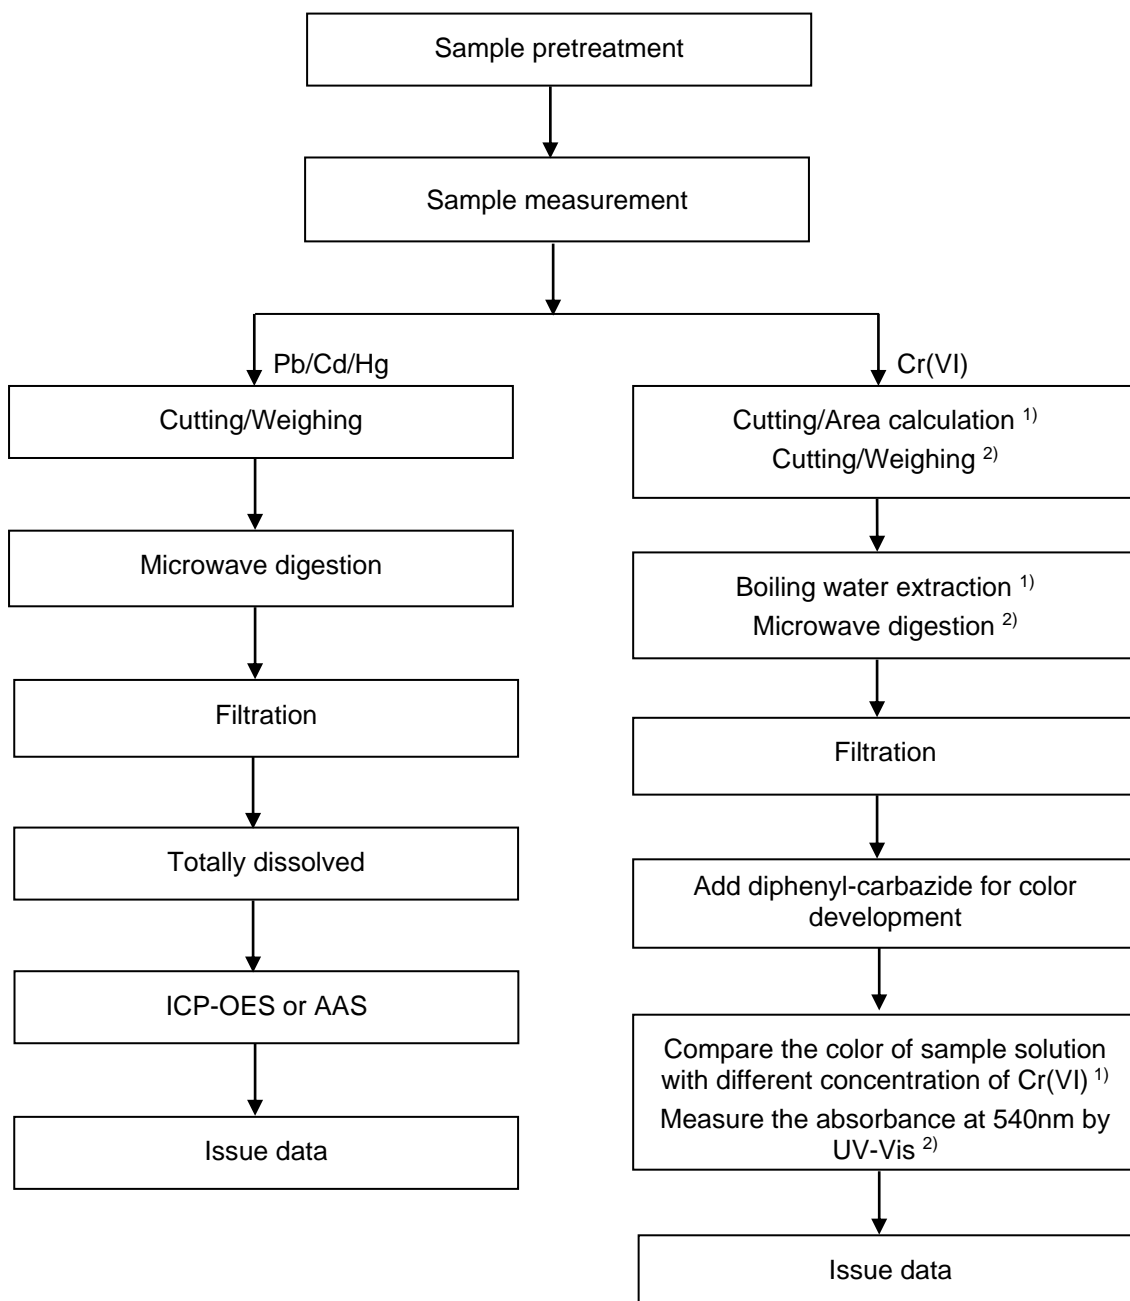 Sample pretreatment
Sample measurement
Pb/Cd/Hg
Cutting/Weighing
Microwave digestion
Filtration
Totally dissolved
ICP-OES or AAS
Issue data
Cr(VI)
Cutting/Area calculation 1)
Cutting/Weighing 2)
Boiling water extraction 1)
Microwave digestion 2)
Filtration
Add diphenyl-carbazide for color
development
Compare the color of sample solution
with different concentration of Cr(VI) 1)
Measure the absorbance at 540nm by
UV-Vis 2)
Issue data